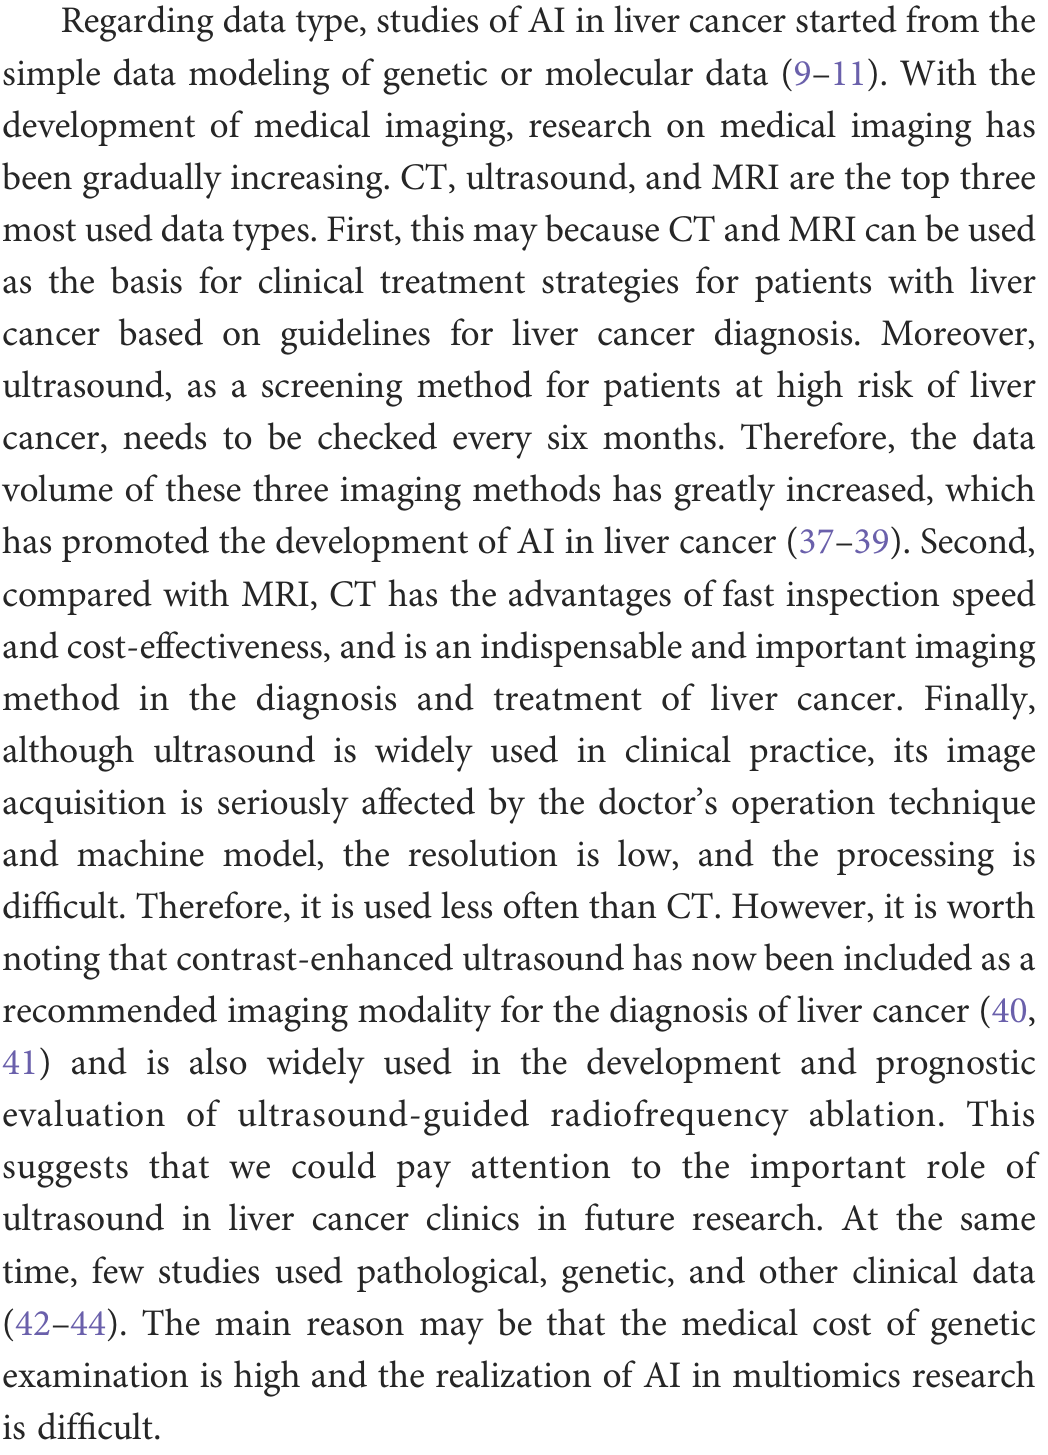 Regarding data type, studies of AI in liver cancer started from the
simple data modeling of genetic or molecular data (9–11). With the
development of medical imaging, research on medical imaging has
been gradually increasing. CT, ultrasound, and MRI are the top three
most used data types. First, this may because CT and MRI can be used
as the basis for clinical treatment strategies for patients with liver
cancer based on guidelines for liver cancer diagnosis. Moreover,
ultrasound, as a screening method for patients at high risk of liver
cancer, needs to be checked every six months. Therefore, the data
volume of these three imaging methods has greatly increased, which
has promoted the development of AI in liver cancer (37–39). Second,
compared with MRI, CT has the advantages of fast inspection speed
and cost-effectiveness, and is an indispensable and important imaging
method in the diagnosis and treatment of liver cancer. Finally,
although ultrasound is widely used in clinical practice, its image
acquisition is seriously affected by the doctor’s operation technique
and machine model, the resolution is low, and the processing is
difficult. Therefore, it is used less often than CT. However, it is worth
noting that contrast-enhanced ultrasound has now been included as a
recommended imaging modality for the diagnosis of liver cancer (40,
41) and is also widely used in the development and prognostic
evaluation of ultrasound-guided radiofrequency ablation. This
suggests that we could pay attention to the important role of
ultrasound in liver cancer clinics in future research. At the same
time, few studies used pathological, genetic, and other clinical data
(42–44). The main reason may be that the medical cost of genetic
examination is high and the realization of AI in multiomics research
is difficult.